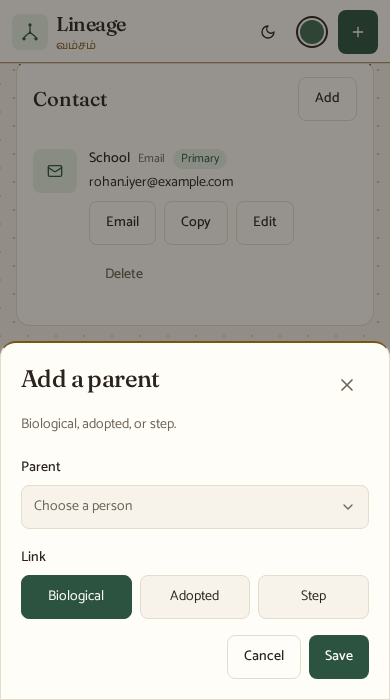 Lineage
வம்சம்
Contact
Add
School Email Primary
rohan.iyer@example.com
Email Copy Edit
Delete
Add a parent
Biological, adopted, or step.
Parent
Choose a person
Link
Biological Adopted Step
Cancel Save